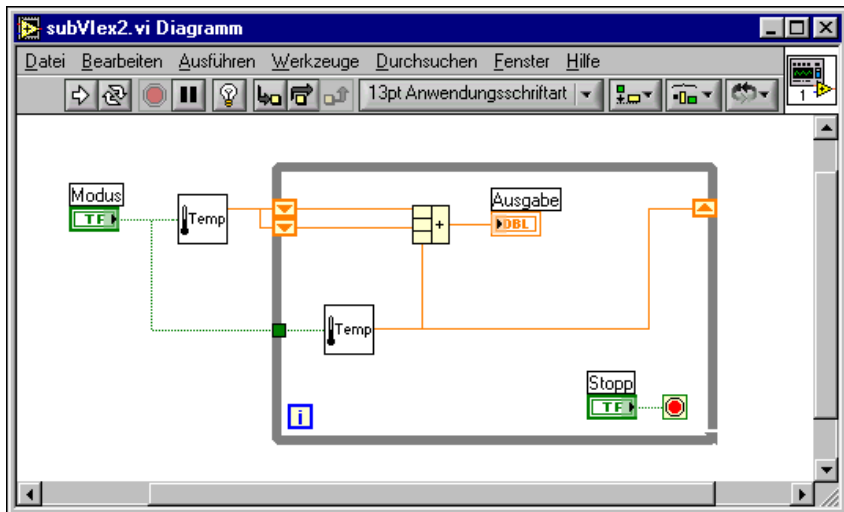 subVIex2.vi Diagramm
Datei Bearbeiten Ausführen Werkzeuge Durchsuchen Fenster Hilfe
13pt Anwendungsschriftart
1
Modus
TF
Temp
Ausgabe
DBL
+
Temp
Stopp
TF
i